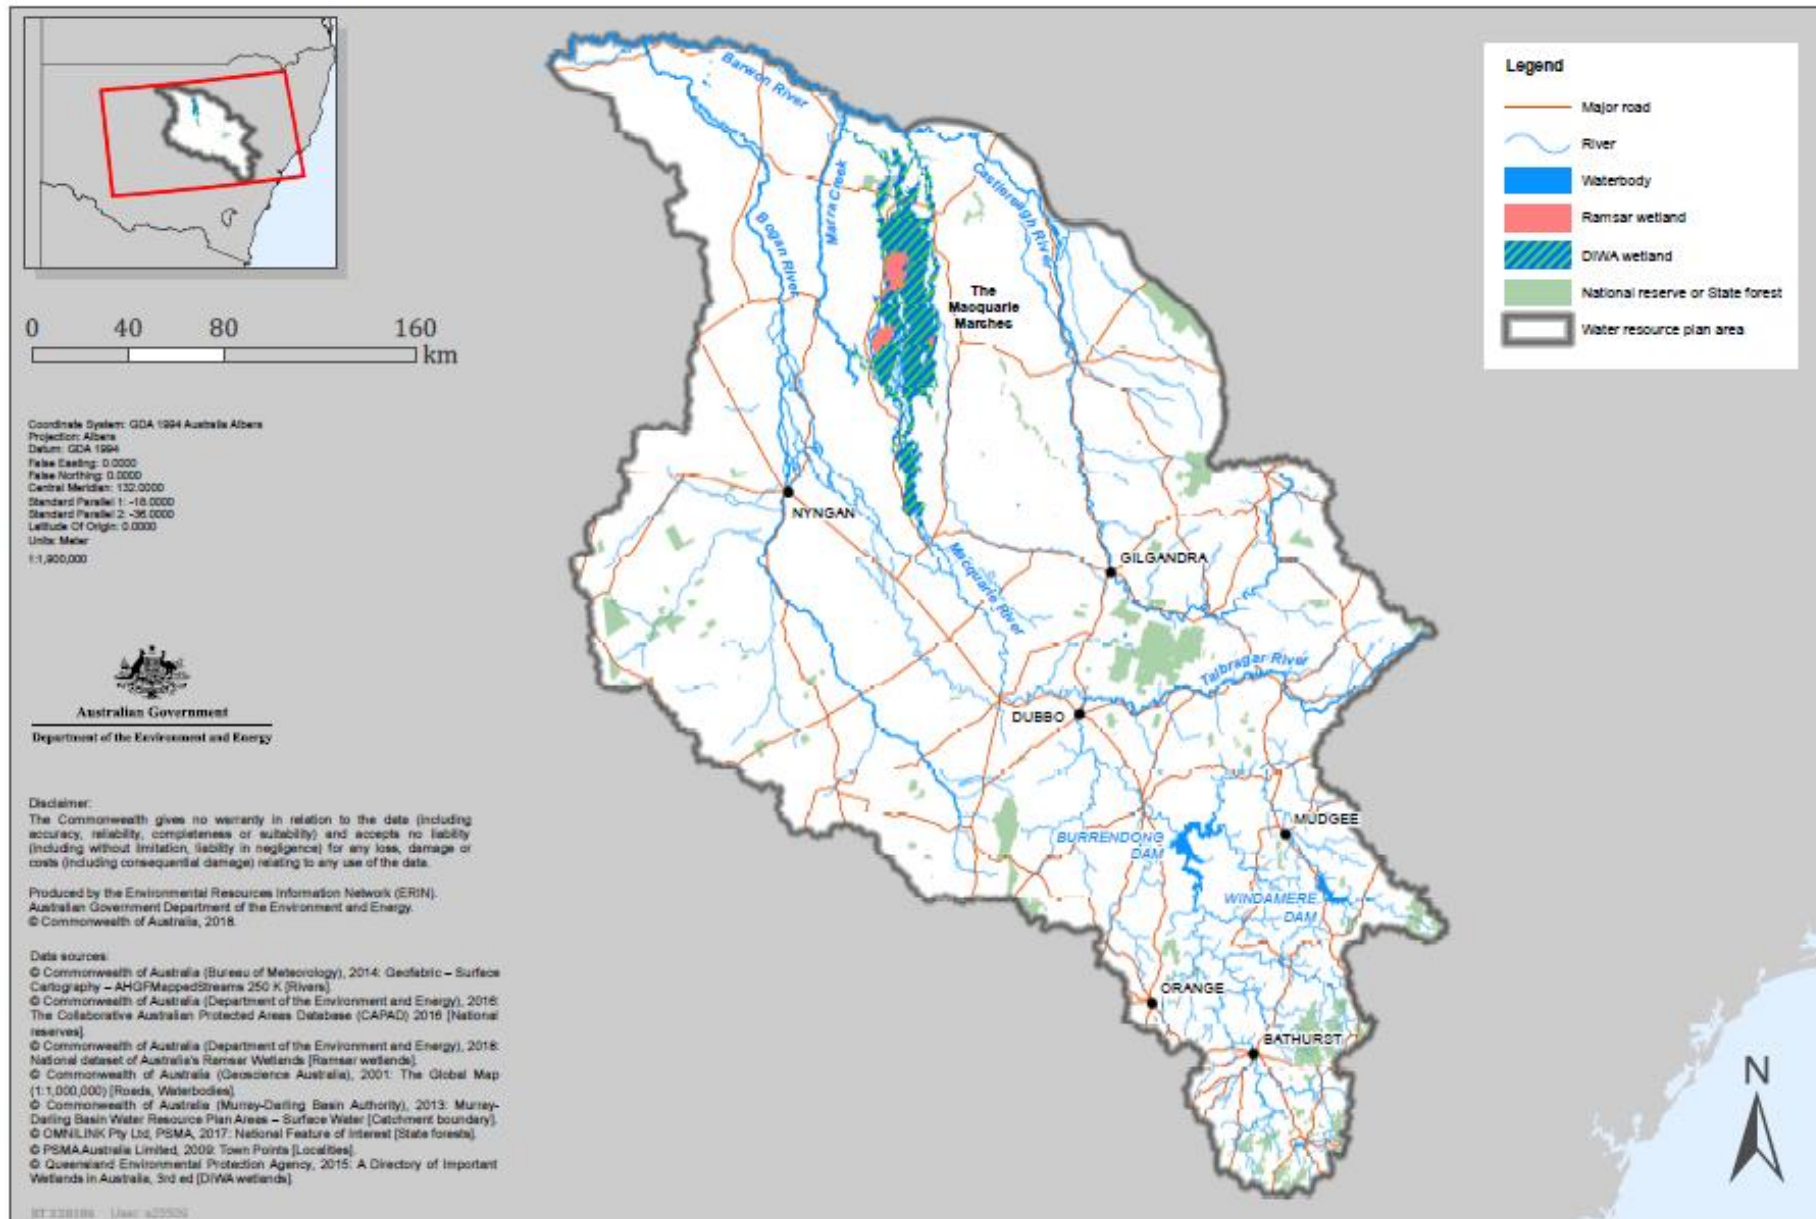 Legend
Major road
River
Waterbody
Ramsar wetland
DIWA wetland
National reserve or State forest
Water resource plan area
0 40 80 160
km
Coordinate System: GDA 1994 Australia Albers
Projection: Albers
Datum: GDA 1994
False Easting: 0.0000
False Northing: 0.0000
Central Meridian: 132.0000
Standard Parallel 1: -18.0000
Standard Parallel 2: -36.0000
Latitude Of Origin: 0.0000
Units: Meter
1:1,900,000
Australian Government
Department of the Environment and Energy
Disclaimer:
The Commonwealth gives no warranty in relation to the data (including
accuracy, reliability, completeness or suitability) and accepts no liability
(including without limitation, liability in negligence) for any loss, damage or
costs (including consequential damage) relating to any use of the data.
Produced by the Environmental Resources Information Network (ERIN).
Australian Government Department of the Environment and Energy.
© Commonwealth of Australia, 2018.
Data sources:
© Commonwealth of Australia (Bureau of Meteorology), 2014: Geofabric – Surface
Cartography – AHGFMappedStreams 250 K [Rivers].
© Commonwealth of Australia (Department of the Environment and Energy), 2016:
The Collaborative Australian Protected Areas Database (CAPAD) 2016 [National
reserves].
© Commonwealth of Australia (Department of the Environment and Energy), 2018:
National dataset of Australia's Ramsar Wetlands [Ramsar wetlands].
© Commonwealth of Australia (Geoscience Australia), 2001: The Global Map
(1:1,000,000) [Roads, Waterbodies].
© Commonwealth of Australia (Murray-Darling Basin Authority), 2013: Murray-
Darling Basin Water Resource Plan Areas – Surface Water [Catchment boundary].
© OMNILINK Pty Ltd, PSMA, 2017: National Feature of Interest [State forests].
© PSMA Australia Limited, 2009: Town Points [Localities].
© Queensland Environmental Protection Agency, 2015: A Directory of Important
Wetlands in Australia, 3rd ed [DIWA wetlands].
Barwon River
Marra Creek
Bogan River
Castlereagh River
The
Macquarie
Marches
NYNGAN
GILGANDRA
Macquarie River
Talbragar River
DUBBO
MUDGEE
BURRENDONG
DAM
WINDAMERE
DAM
ORANGE
BATHURST
N